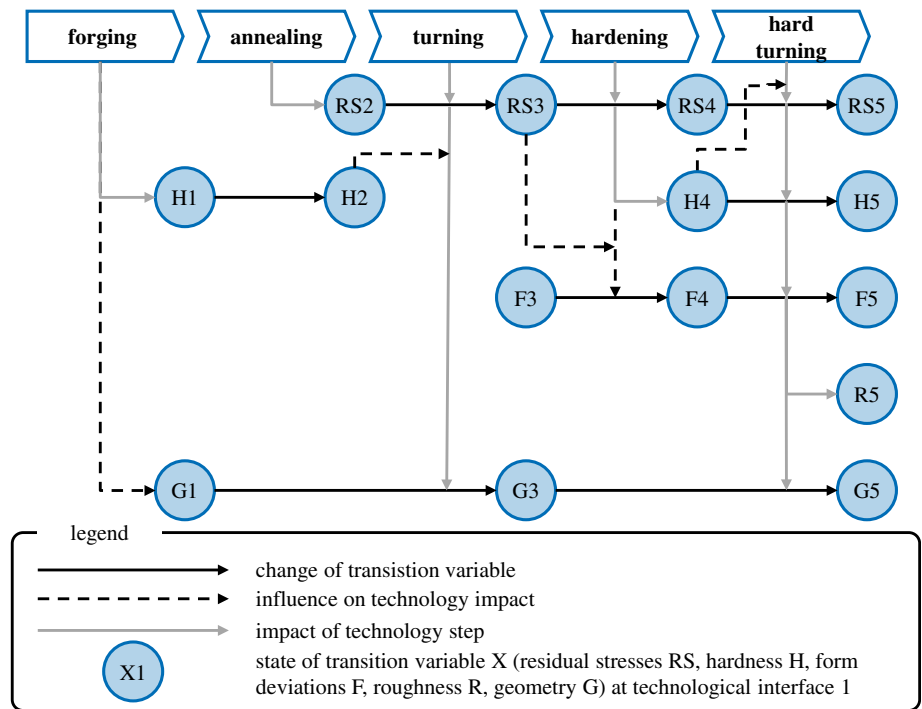 forging
annealing
turning
hardening
hard
turning
RS2
RS3
RS4
RS5
H1
H2
H4
H5
F3
F4
F5
R5
G1
G3
G5
legend
change of transistion variable
influence on technology impact
impact of technology step
X1
state of transition variable X (residual stresses RS, hardness H, form
deviations F, roughness R, geometry G) at technological interface 1